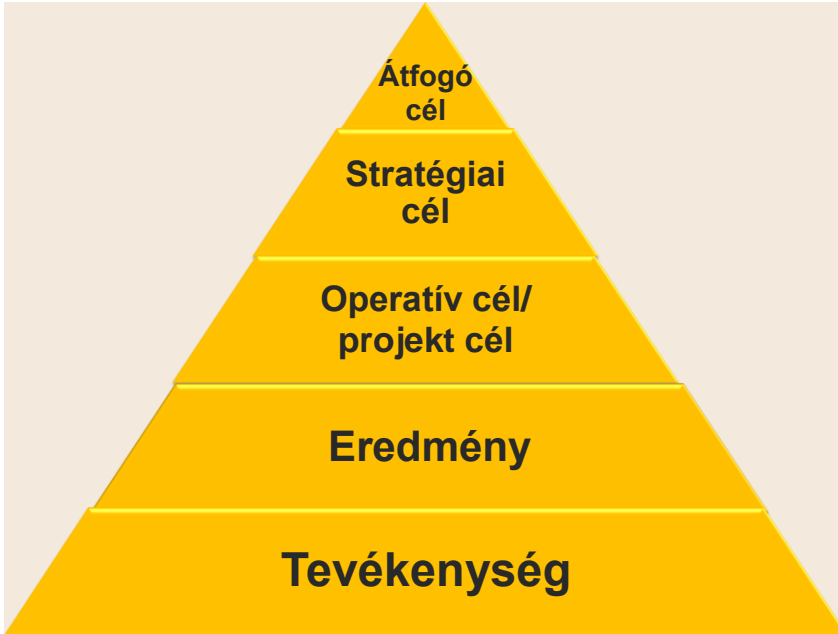 Átfogó
cél
Stratégiai
cél
Operatív cél/
projekt cél
Eredmény
Tevékenység